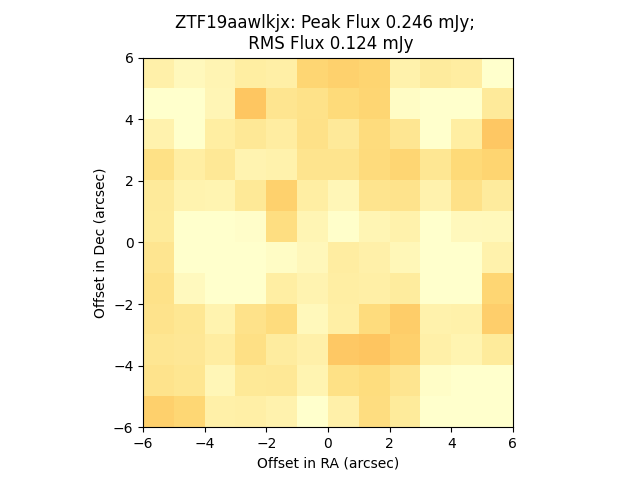 ZTF19aawlkjx: Peak Flux 0.246 mJy;
RMS Flux 0.124 mJy
6
4
2
0
−2
−4
−6
Offset in Dec (arcsec)
−6 −4 −2 0 2 4 6
Offset in RA (arcsec)